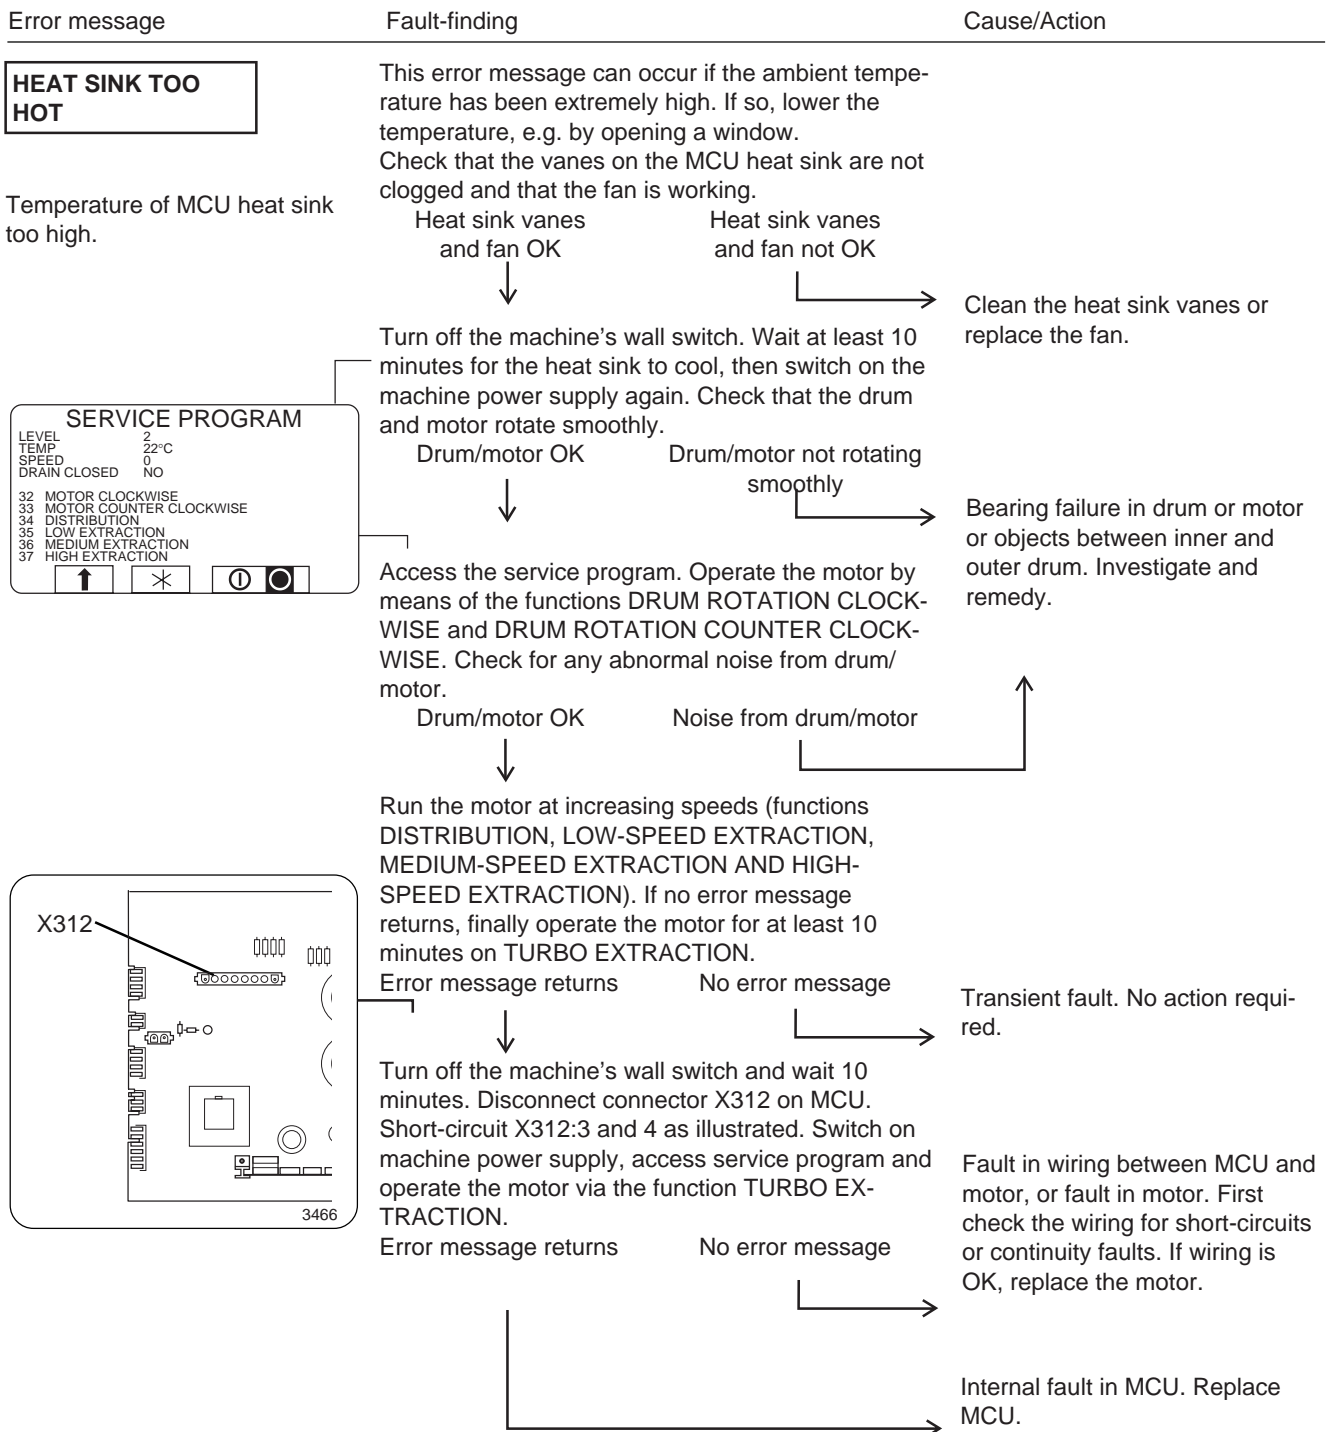 Error message Fault-finding Cause/Action
HEAT SINK TOO
HOT
Temperature of MCU heat sink
too high.
This error message can occur if the ambient tempe-
rature has been extremely high. If so, lower the
temperature, e.g. by opening a window.
Check that the vanes on the MCU heat sink are not
clogged and that the fan is working.
Heat sink vanes
and fan OK
Heat sink vanes
and fan not OK
Clean the heat sink vanes or
replace the fan.
Turn off the machine’s wall switch. Wait at least 10
minutes for the heat sink to cool, then switch on the
machine power supply again. Check that the drum
and motor rotate smoothly.
SERVICE PROGRAM
LEVEL 2
TEMP 22°C
SPEED 0
DRAIN CLOSED NO
32 MOTOR CLOCKWISE
33 MOTOR COUNTER CLOCKWISE
34 DISTRIBUTION
35 LOW EXTRACTION
36 MEDIUM EXTRACTION
37 HIGH EXTRACTION
Drum/motor OK
Drum/motor not rotating
smoothly
Bearing failure in drum or motor
or objects between inner and
outer drum. Investigate and
remedy.
Access the service program. Operate the motor by
means of the functions DRUM ROTATION CLOCK-
WISE and DRUM ROTATION COUNTER CLOCK-
WISE. Check for any abnormal noise from drum/
motor.
Drum/motor OK Noise from drum/motor
Run the motor at increasing speeds (functions
DISTRIBUTION, LOW-SPEED EXTRACTION,
MEDIUM-SPEED EXTRACTION AND HIGH-
SPEED EXTRACTION). If no error message
returns, finally operate the motor for at least 10
minutes on TURBO EXTRACTION.
Error message returns No error message
Transient fault. No action requi-
red.
X312
3466
Turn off the machine’s wall switch and wait 10
minutes. Disconnect connector X312 on MCU.
Short-circuit X312:3 and 4 as illustrated. Switch on
machine power supply, access service program and
operate the motor via the function TURBO EX-
TRACTION.
Error message returns No error message
Fault in wiring between MCU and
motor, or fault in motor. First
check the wiring for short-circuits
or continuity faults. If wiring is
OK, replace the motor.
Internal fault in MCU. Replace
MCU.